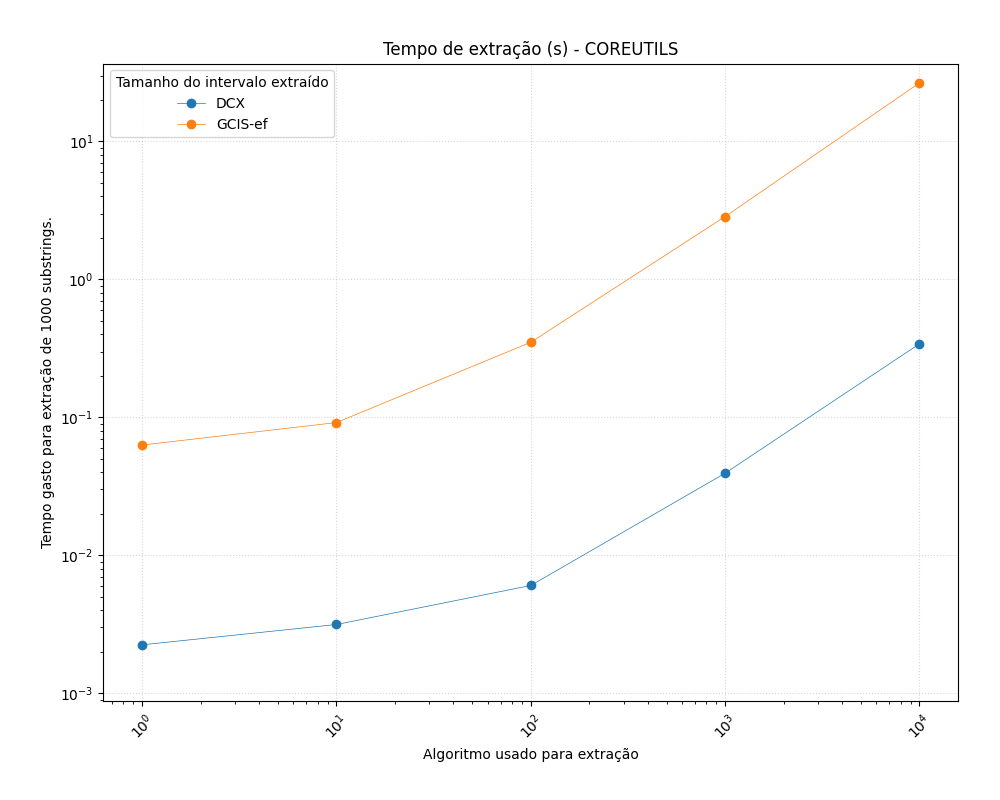 Tempo de extração (s) - COREUTILS
Tamanho do intervalo extraído
DCX
GCIS-ef
Tempo gasto para extração de 1000 substrings.
10¹
10⁰
10⁻¹
10⁻²
10⁻³
10⁰ 10¹ 10² 10³ 10⁴
Algoritmo usado para extração